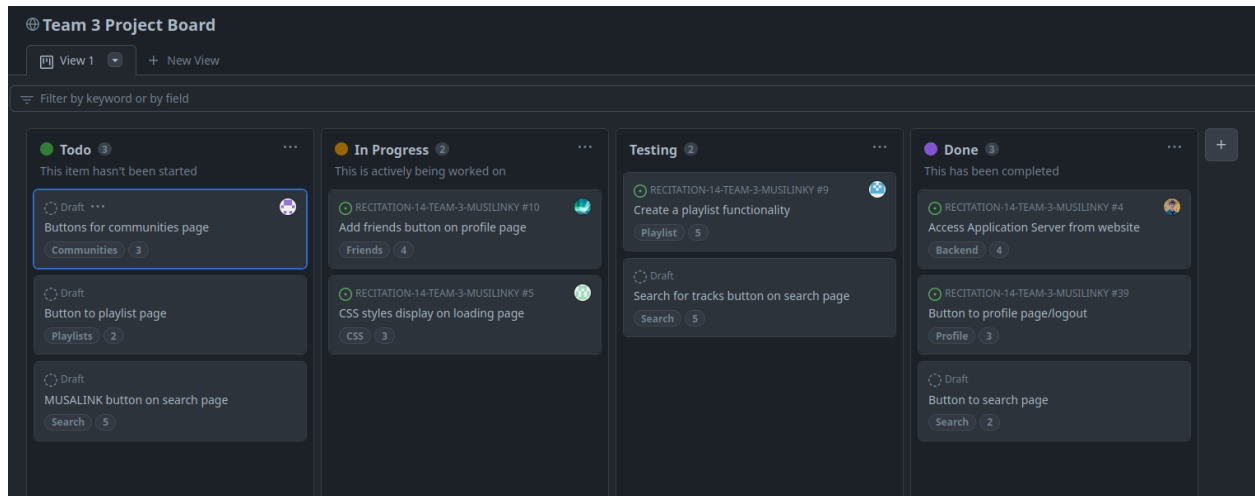 Team 3 Project Board
View 1
New View
Filter by keyword or by field
Todo 3
This item hasn't been started
Draft
Buttons for communities page
Communities 3
Draft
Button to playlist page
Playlists 2
Draft
MUSALINK button on search page
Search 5
In Progress 2
This is actively being worked on
RECITATION-14-TEAM-3-MUSILINKY #10
Add friends button on profile page
Friends 4
RECITATION-14-TEAM-3-MUSILINKY #5
CSS styles display on loading page
CSS 3
Testing 2
RECITATION-14-TEAM-3-MUSILINKY #9
Create a playlist functionality
Playlist 5
Draft
Search for tracks button on search page
Search 5
Done 3
This has been completed
RECITATION-14-TEAM-3-MUSILINKY #4
Access Application Server from website
Backend 4
RECITATION-14-TEAM-3-MUSILINKY #39
Button to profile page/logout
Profile 3
Draft
Button to search page
Search 2